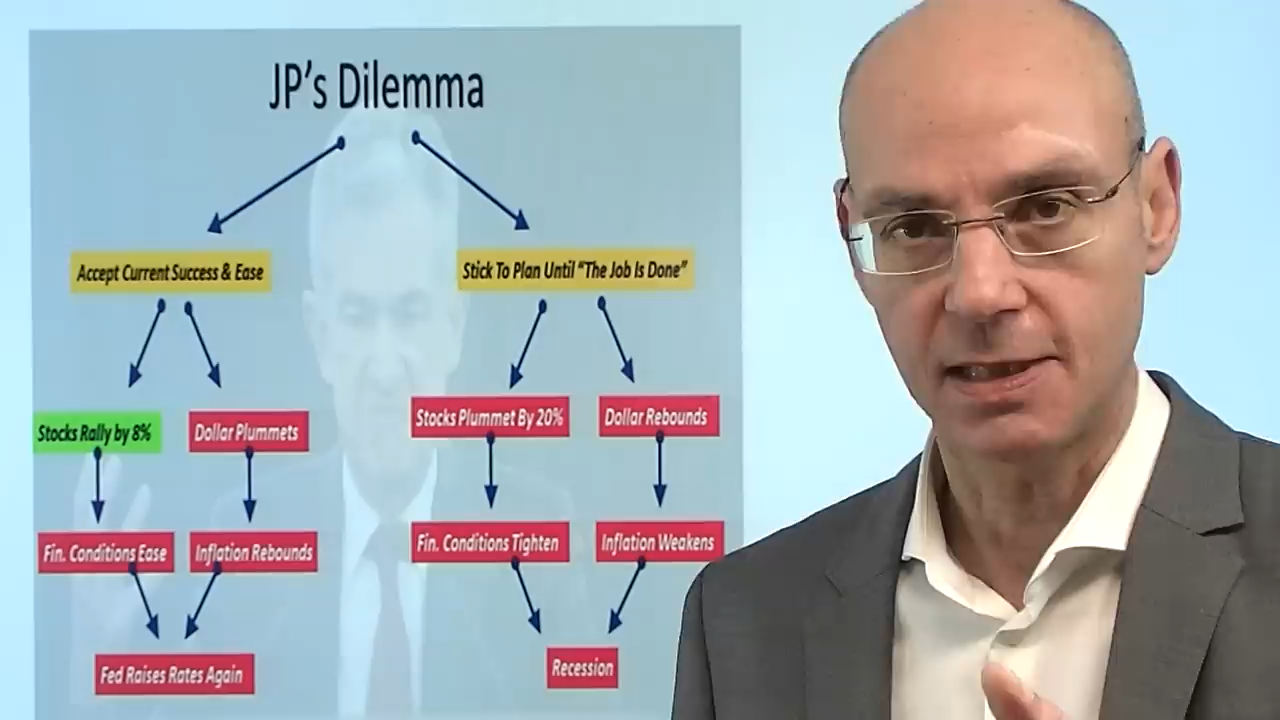 JP's Dilemma
Accept Current Success & Ease
Stick To Plan Until "The Job Is Done"
Stocks Rally by 8%
Dollar Plummets
Stocks Plummet By 20%
Dollar Rebounds
Fin. Conditions Ease
Inflation Rebounds
Fin. Conditions Tighten
Inflation Weakens
Fed Raises Rates Again
Recession